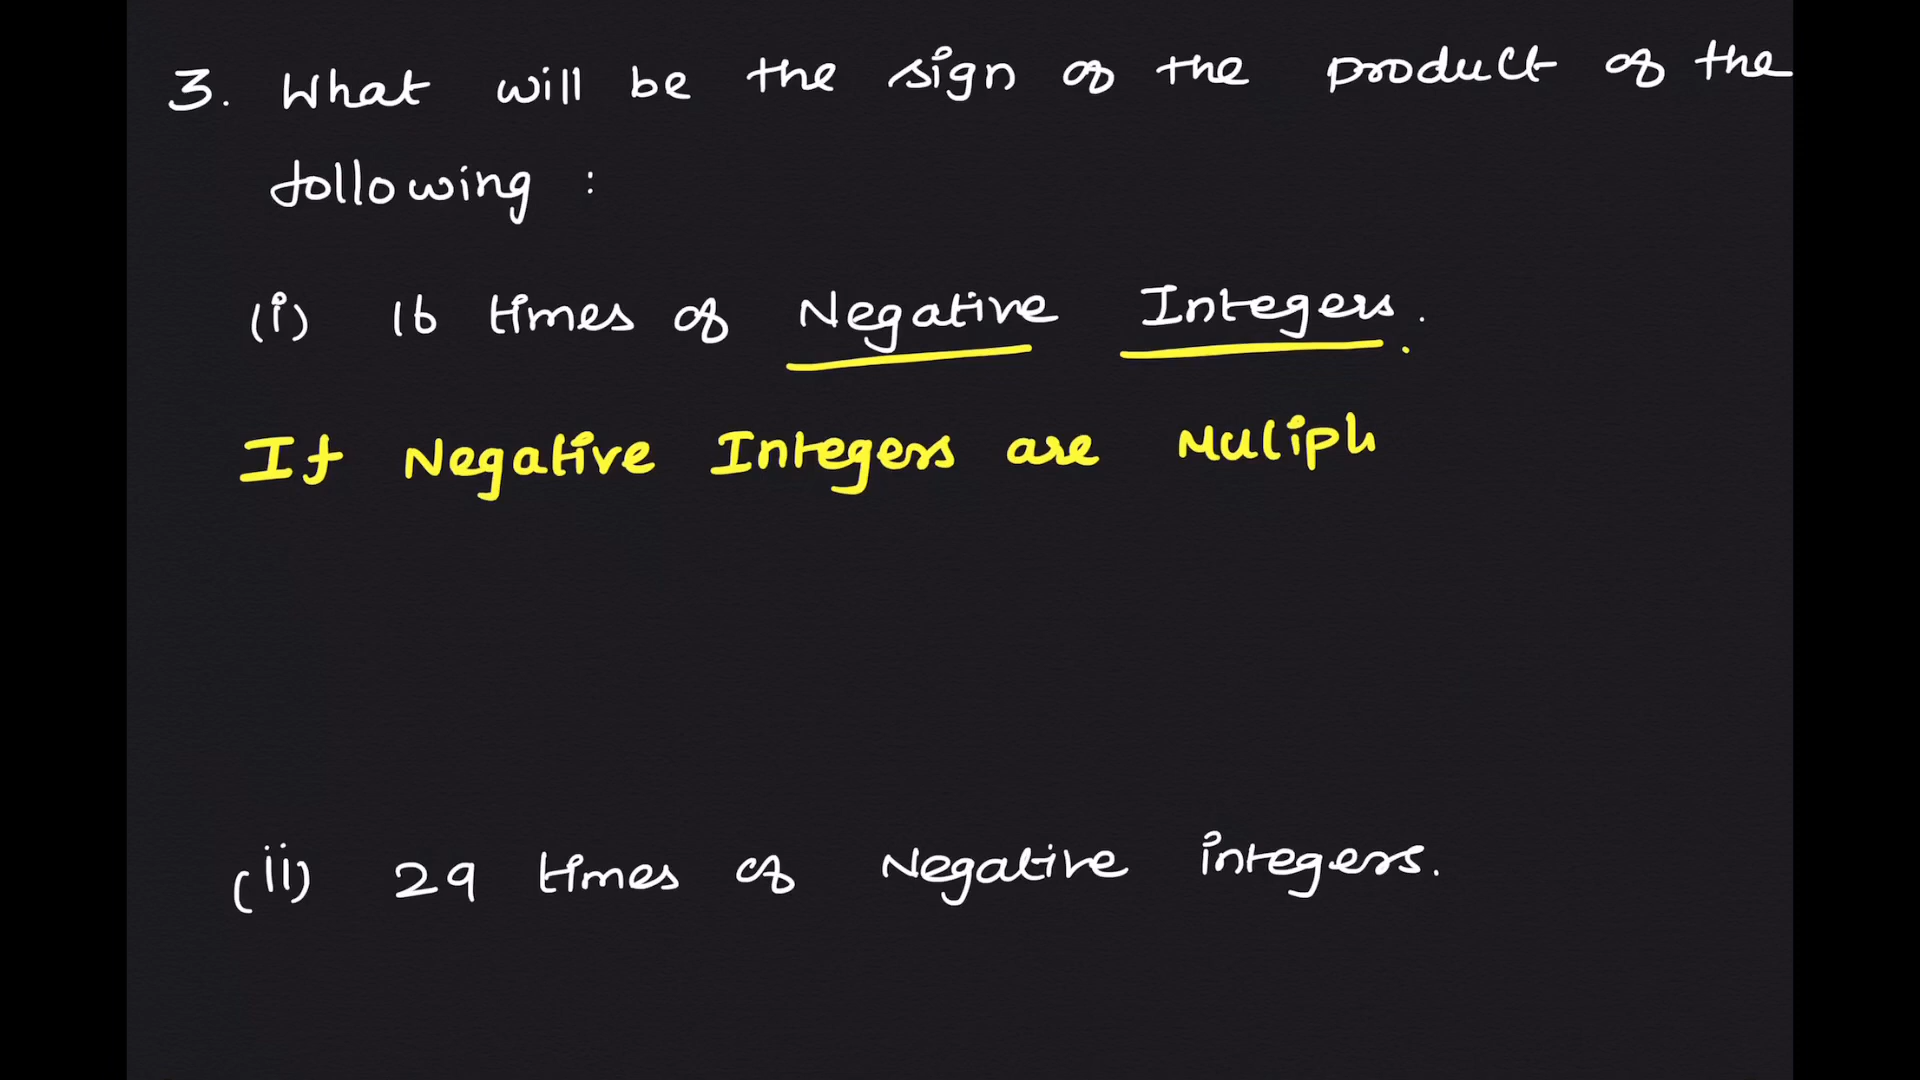 3. What will be the sign of the product of the
following :
(i) 16 times of Negative Integers.
If Negative Integers are Muliph
(ii) 29 times of Negative integers.